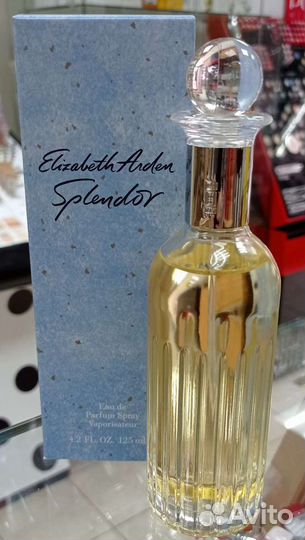 Elizabeth Arden
Splendor
Eau de
Parfum Spray
Vaporisateur
4.2 FL. OZ. 125 ml
Avito